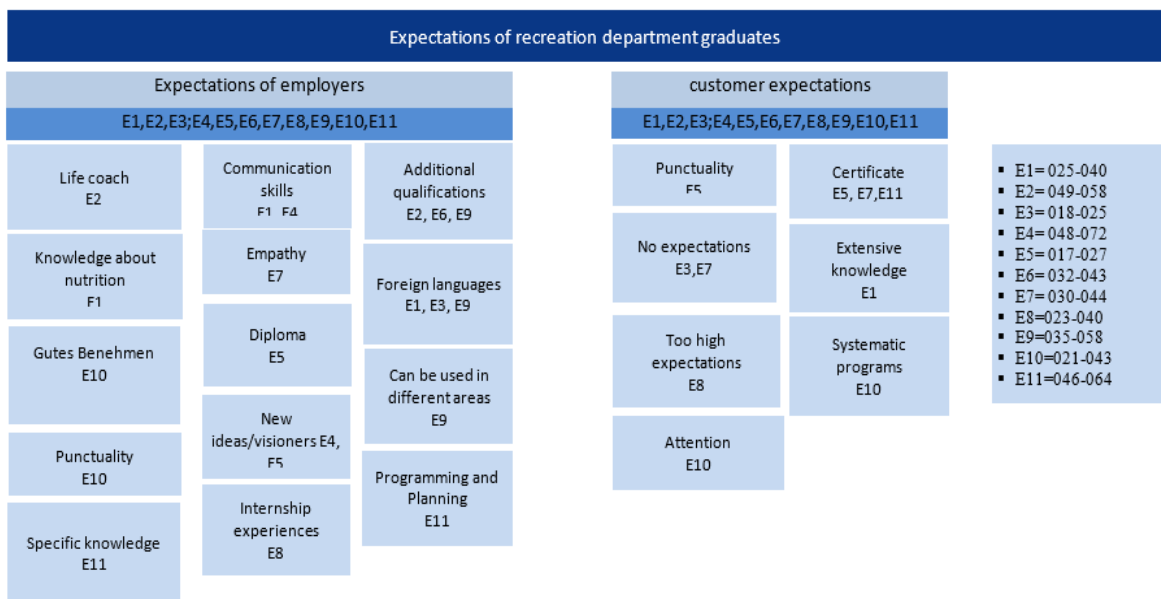 Expectations of recreation department graduates
Expectations of employers
E1,E2,E3;E4,E5,E6,E7,E8,E9,E10,E11
Life coach
E2
Knowledge about
nutrition
E1
Gutes Benehmen
E10
Punctuality
E10
Specific knowledge
E11
Communication
skills
E1, E4
Empathy
E7
Diploma
E5
New
ideas/visioners E4,
E5
Internship
experiences
E8
Additional
qualifications
E2, E6, E9
Foreign languages
E1, E3, E9
Can be used in
different areas
E9
Programming and
Planning
E11
customer expectations
E1,E2,E3;E4,E5,E6,E7,E8,E9,E10,E11
Punctuality
E5
No expectations
E3,E7
Too high
expectations
E8
Attention
E10
Certificate
E5, E7,E11
Extensive
knowledge
E1
Systematic
programs
E10
▪ E1= 025-040
▪ E2= 049-058
▪ E3= 018-025
▪ E4= 048-072
▪ E5= 017-027
▪ E6= 032-043
▪ E7= 030-044
▪ E8=023-040
▪ E9=035-058
▪ E10=021-043
▪ E11=046-064